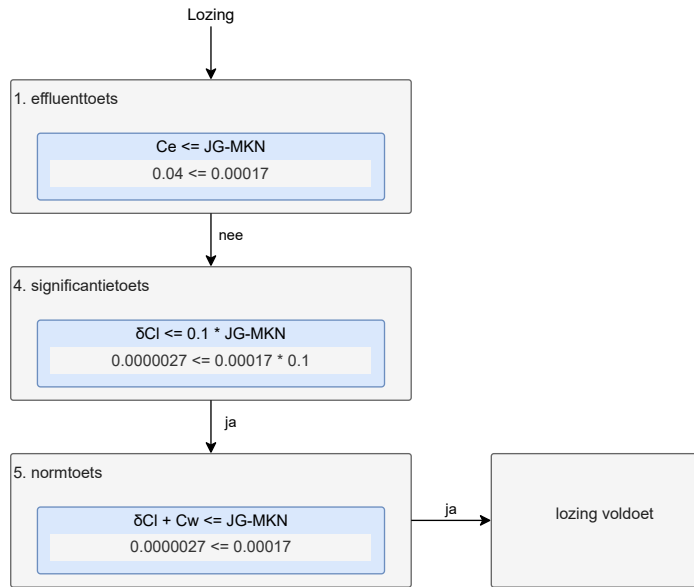 Lozing
1. effluenttoets
Ce <= JG-MKN
0.04 <= 0.00017
nee
4. significantietoets
δCl <= 0.1 * JG-MKN
0.0000027 <= 0.00017 * 0.1
ja
5. normtoets
δCl + Cw <= JG-MKN
0.0000027 <= 0.00017
ja
lozing voldoet